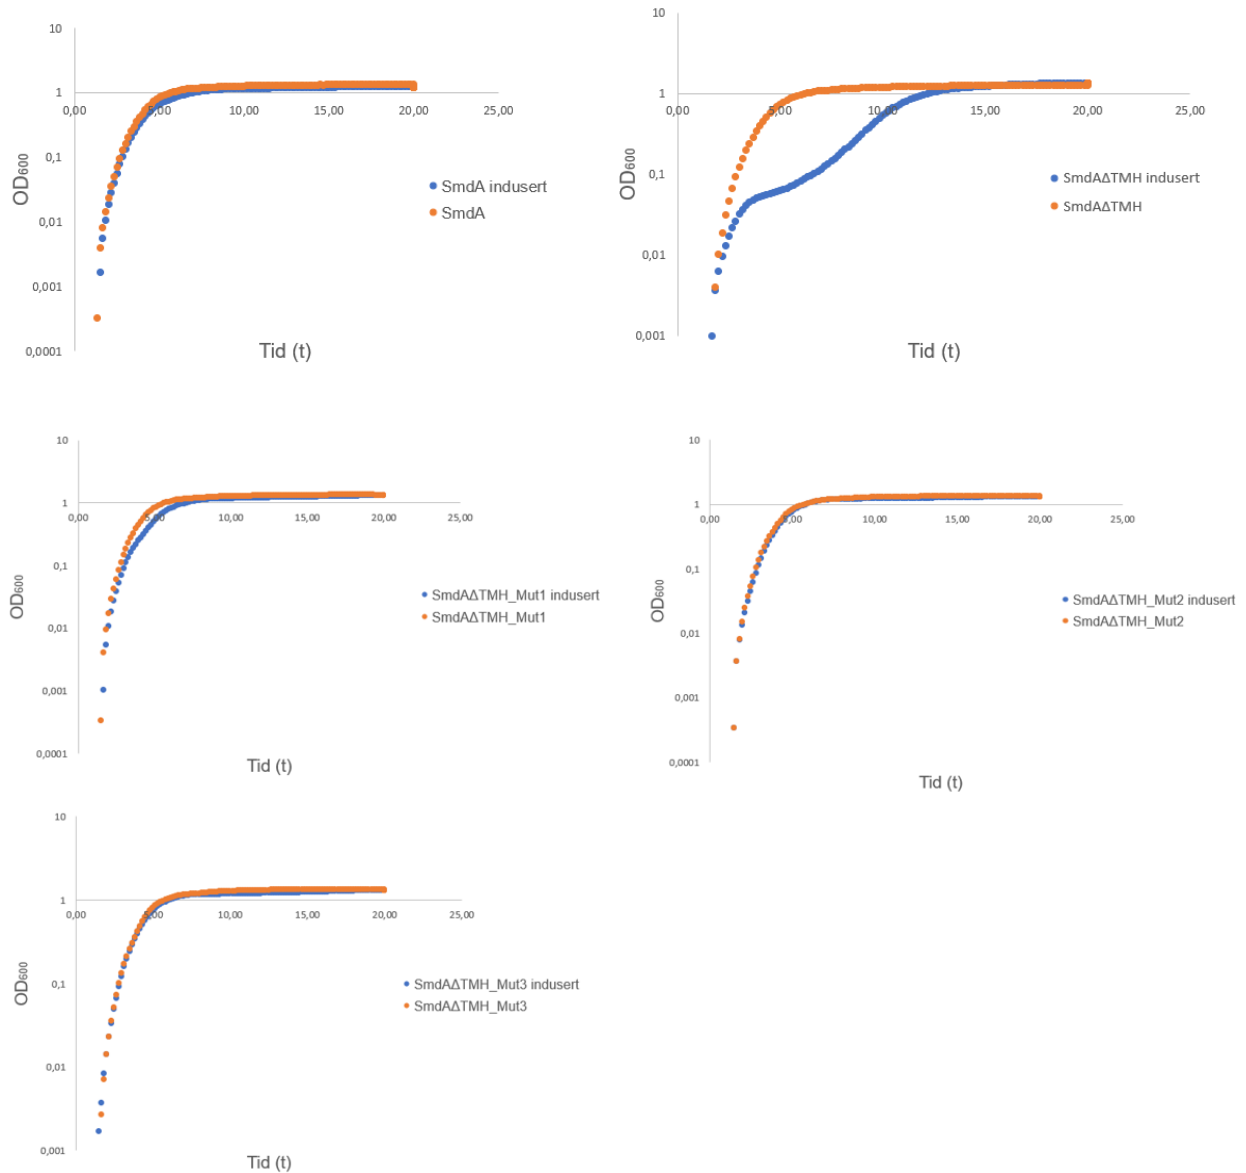 10
1
0,1
0,01
0,001
0,0001
0,00
5,00
10,00
15,00
20,00
25,00
OD600
Tid (t)
SmdA indusert
SmdA
10
1
0,1
0,01
0,001
0,00
5,00
10,00
15,00
20,00
25,00
OD600
Tid (t)
SmdAΔTMH indusert
SmdAΔTMH
10
1
0,1
0,01
0,001
0,0001
0,00
5,00
10,00
15,00
20,00
25,00
OD600
Tid (t)
SmdAΔTMH_Mut1 indusert
SmdAΔTMH_Mut1
10
1
0,1
0,01
0,001
0,0001
0,00
5,00
10,00
15,00
20,00
25,00
OD600
Tid (t)
SmdAΔTMH_Mut2 indusert
SmdAΔTMH_Mut2
10
1
0,1
0,01
0,001
0,00
5,00
10,00
15,00
20,00
25,00
OD600
Tid (t)
SmdAΔTMH_Mut3 indusert
SmdAΔTMH_Mut3